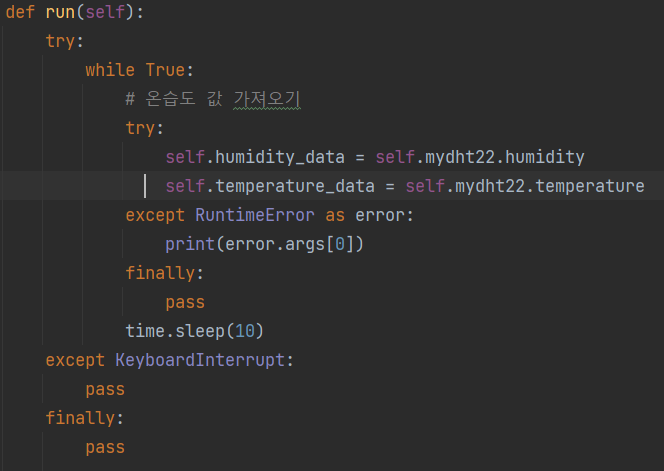 def run(self):
    try:
        while True:
            # 온습도 값 가져오기
            try:
                self.humidity_data = self.mydht22.humidity
                self.temperature_data = self.mydht22.temperature
            except RuntimeError as error:
                print(error.args[0])
            finally:
                pass
            time.sleep(10)
    except KeyboardInterrupt:
        pass
    finally:
        pass